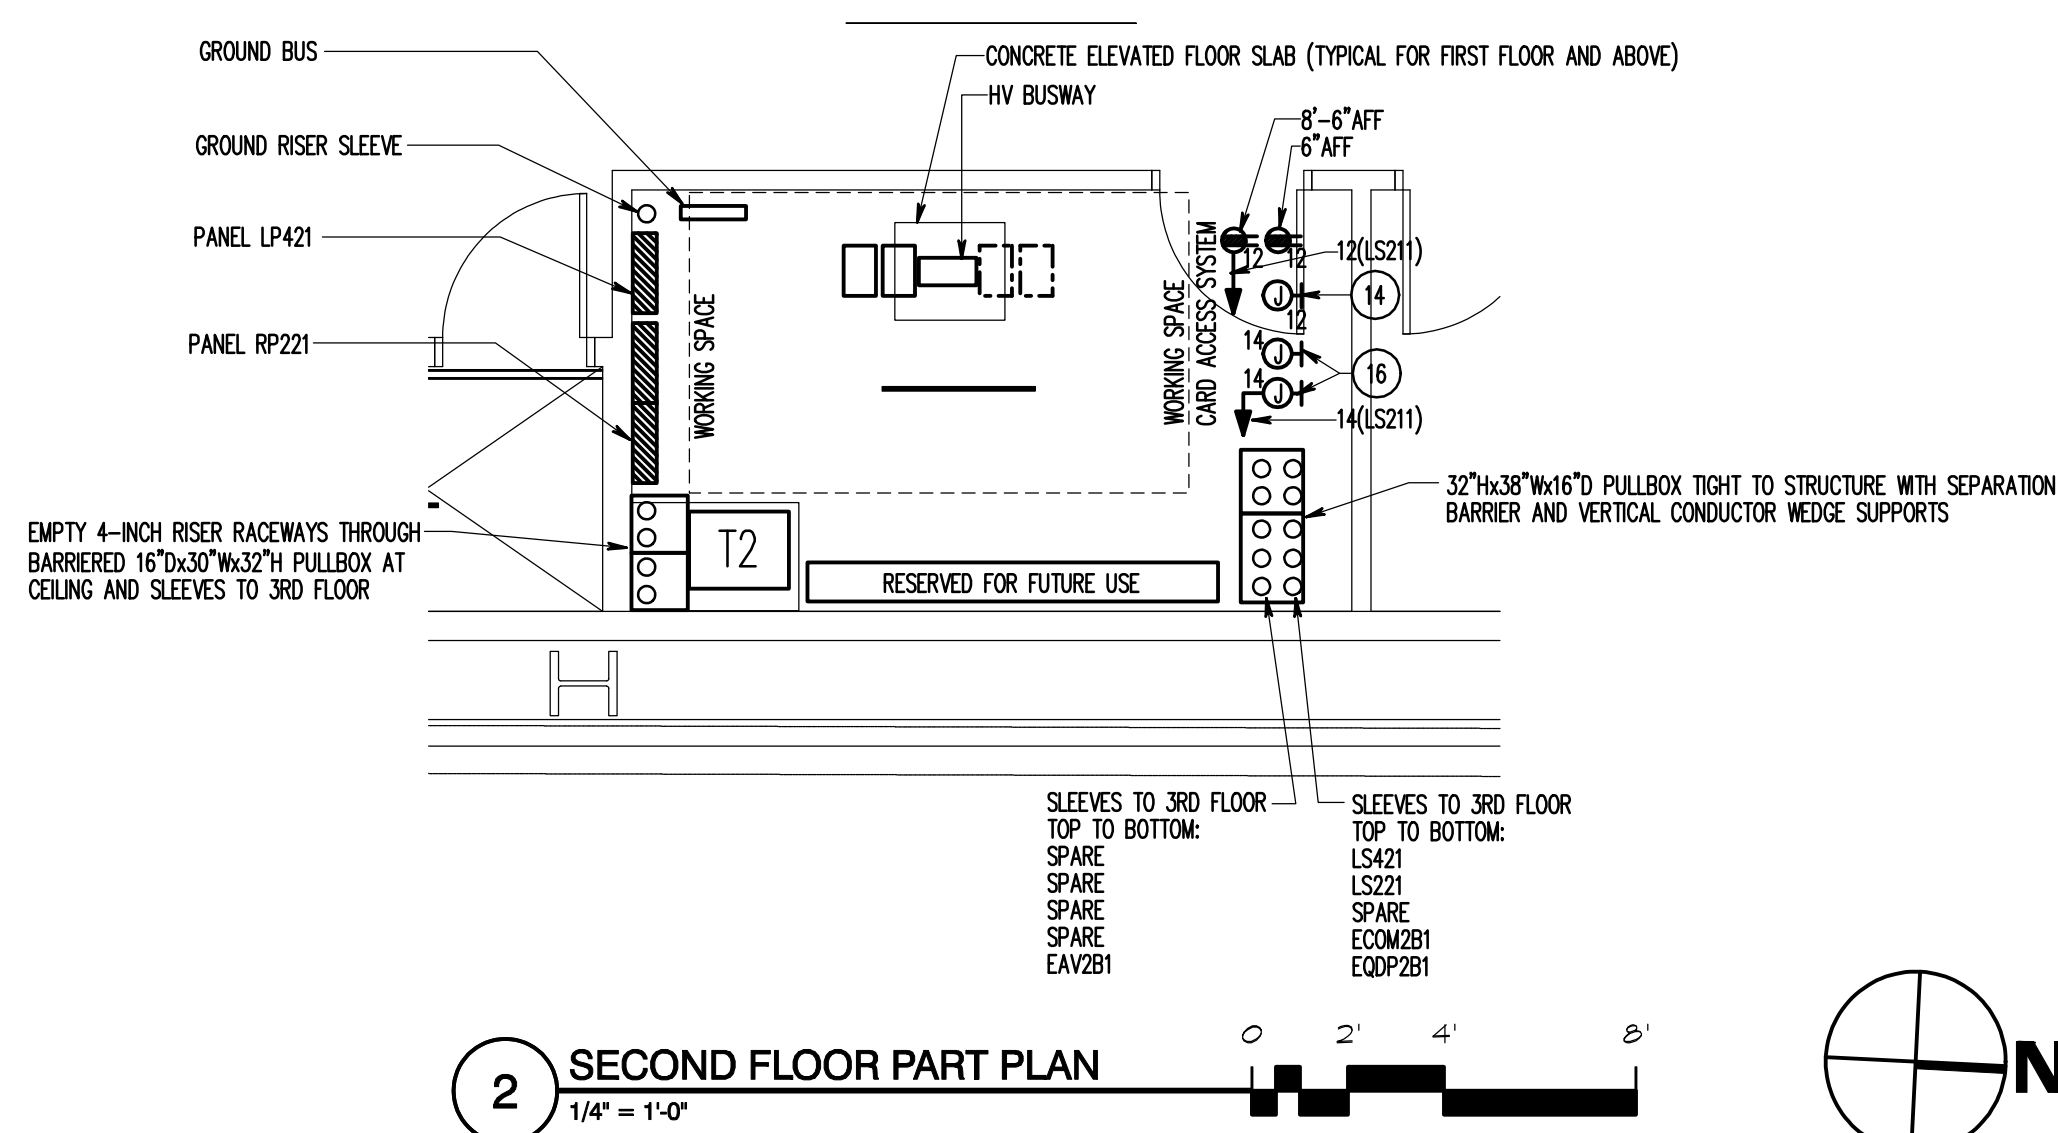 GROUND BUS
CONCRETE ELEVATED FLOOR SLAB (TYPICAL FOR FIRST FLOOR AND ABOVE)
HV BUSWAY
8'-6"AFF
6"AFF
GROUND RISER SLEEVE
PANEL LP421
PANEL RP221
WORKING SPACE
WORKING SPACE
CARD ACCESS SYSTEM
12
12
12(LS211)
J
14
12
14
J
16
14
J
14(LS211)
32"Hx38"Wx16"D PULLBOX TIGHT TO STRUCTURE WITH SEPARATION
BARRIER AND VERTICAL CONDUCTOR WEDGE SUPPORTS
EMPTY 4-INCH RISER RACEWAYS THROUGH
BARRIERED 16"Dx30"Wx32"H PULLBOX AT
CEILING AND SLEEVES TO 3RD FLOOR
T2
RESERVED FOR FUTURE USE
SLEEVES TO 3RD FLOOR
TOP TO BOTTOM:
SPARE
SPARE
SPARE
SPARE
EAV2B1
SLEEVES TO 3RD FLOOR
TOP TO BOTTOM:
LS421
LS221
SPARE
ECOM2B1
EQDP2B1
2
SECOND FLOOR PART PLAN
1/4" = 1'-0"
0 2' 4' 8'
N